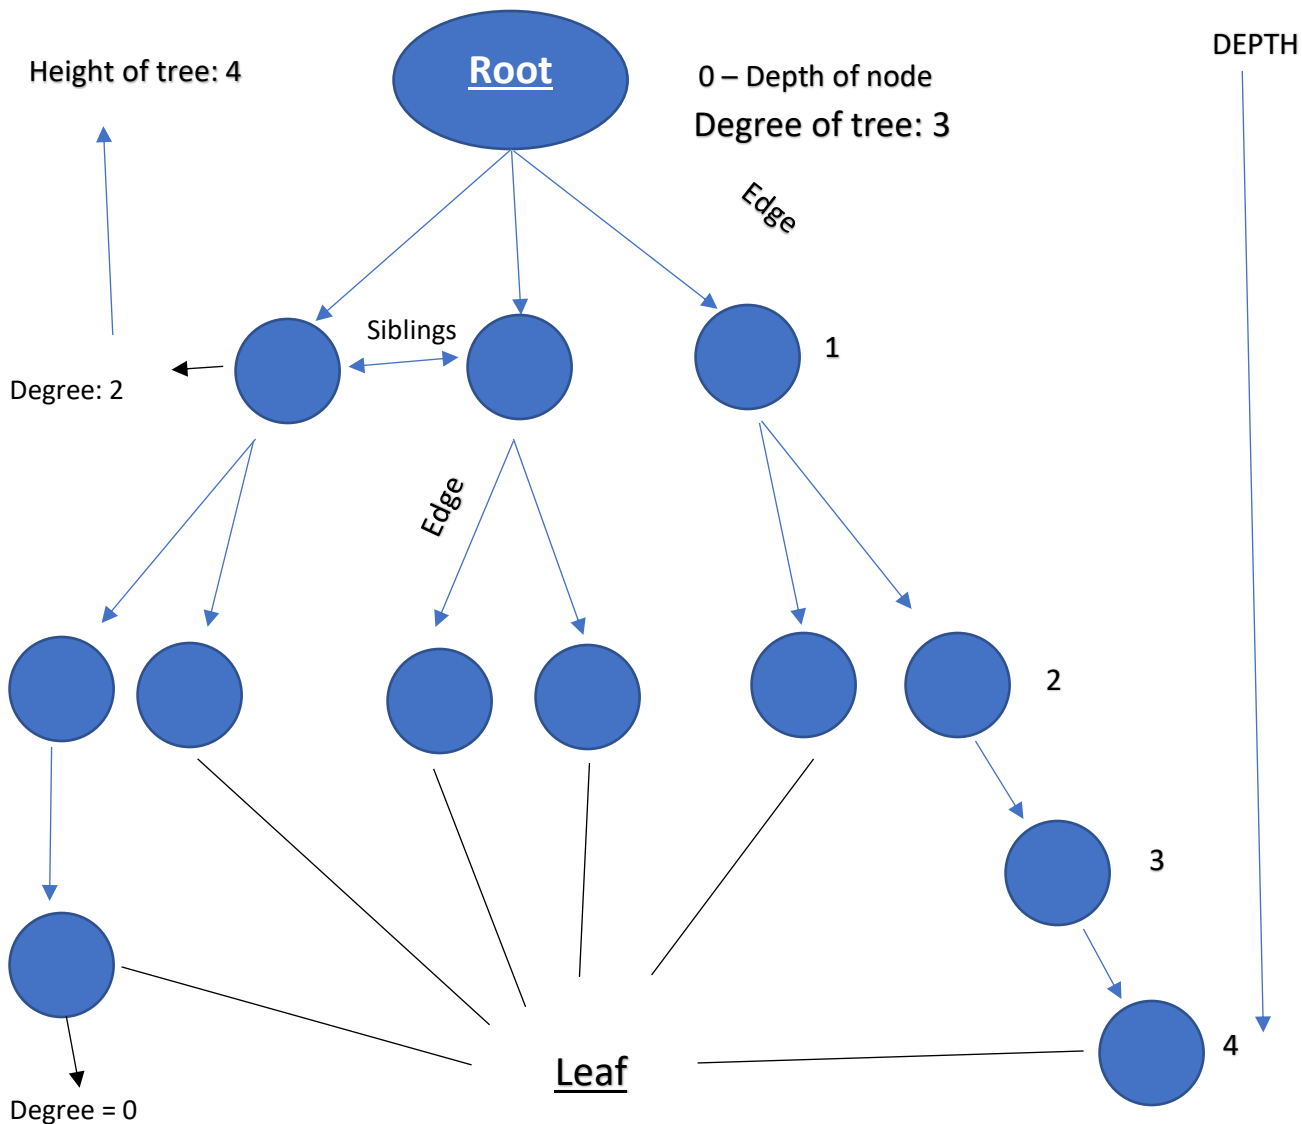 DEPTH
Root
Height of tree: 4
0 – Depth of node
Degree of tree: 3
Edge
Siblings
1
Degree: 2
Edge
2
3
4
Leaf
Degree = 0